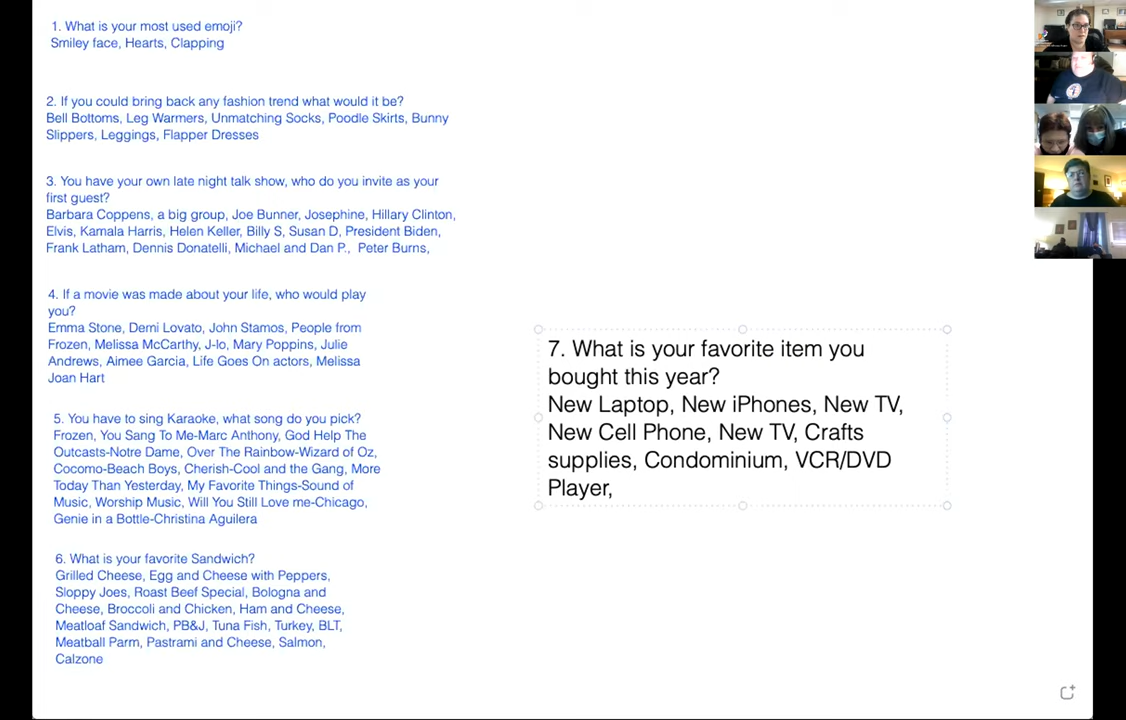 1. What is your most used emoji?
Smiley face, Hearts, Clapping
2. If you could bring back any fashion trend what would it be?
Bell Bottoms, Leg Warmers, Unmatching Socks, Poodle Skirts, Bunny
Slippers, Leggings, Flapper Dresses
3. You have your own late night talk show, who do you invite as your
first guest?
Barbara Coppens, a big group, Joe Bunner, Josephine, Hillary Clinton,
Elvis, Kamala Harris, Helen Keller, Billy S, Susan D, President Biden,
Frank Latham, Dennis Donatelli, Michael and Dan P., Peter Burns,
4. If a movie was made about your life, who would play
you?
Emma Stone, Demi Lovato, John Stamos, People from
Frozen, Melissa McCarthy, J-lo, Mary Poppins, Julie
Andrews, Aimee Garcia, Life Goes On actors, Melissa
Joan Hart
5. You have to sing Karaoke, what song do you pick?
Frozen, You Sang To Me-Marc Anthony, God Help The
Outcasts-Notre Dame, Over The Rainbow-Wizard of Oz,
Cocomo-Beach Boys, Cherish-Cool and the Gang, More
Today Than Yesterday, My Favorite Things-Sound of
Music, Worship Music, Will You Still Love me-Chicago,
Genie in a Bottle-Christina Aguilera
6. What is your favorite Sandwich?
Grilled Cheese, Egg and Cheese with Peppers,
Sloppy Joes, Roast Beef Special, Bologna and
Cheese, Broccoli and Chicken, Ham and Cheese,
Meatloaf Sandwich, PB&J, Tuna Fish, Turkey, BLT,
Meatball Parm, Pastrami and Cheese, Salmon,
Calzone
7. What is your favorite item you
bought this year?
New Laptop, New iPhones, New TV,
New Cell Phone, New TV, Crafts
supplies, Condominium, VCR/DVD
Player,